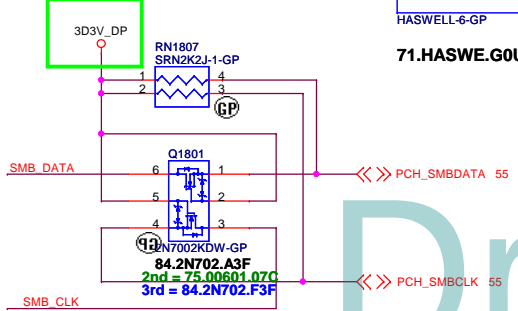 HASWELL-6-GP
3D3V_DP
71.HASWE.G0U
RN1807
SRN2K2J-1-GP
1 4
2 3
GP
Q1801
SMB_DATA 6 1 PCH_SMBDATA 55
5 2
4 3
GP 2N7002KDW-GP
84.2N702.A3F
2nd = 75.00601.07C
3rd = 84.2N702.F3F
PCH_SMBCLK 55
SMB_CLK
Dr